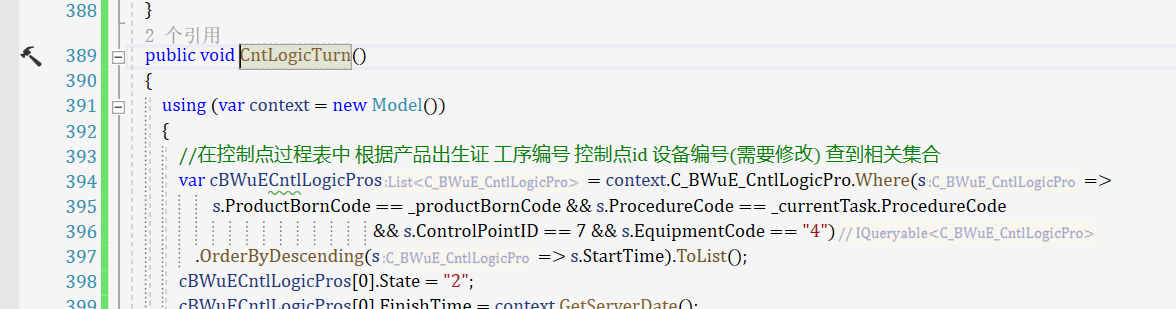 388 }
2 个引用
389 public void CntLogicTurn()
390 {
391 using (var context = new Model())
392 {
393 //在控制点过程表中 根据产品出生证 工序编号 控制点id 设备编号(需要修改) 查到相关集合
394 var cBWuECntlLogicPros:List<C_BWuE_CntlLogicPro> = context.C_BWuE_CntlLogicPro.Where(s:C_BWuE_CntlLogicPro =>
395 s.ProductBornCode == _productBornCode && s.ProcedureCode == _currentTask.ProcedureCode
396 && s.ControlPointID == 7 && s.EquipmentCode == "4") // IQueryable<C_BWuE_CntlLogicPro>
397 .OrderByDescending(s:C_BWuE_CntlLogicPro => s.StartTime).ToList();
398 cBWuECntlLogicPros[0].State = "2";
399 cBWuECntlLogicPros[0].FinishTime = context.GetServerDate();